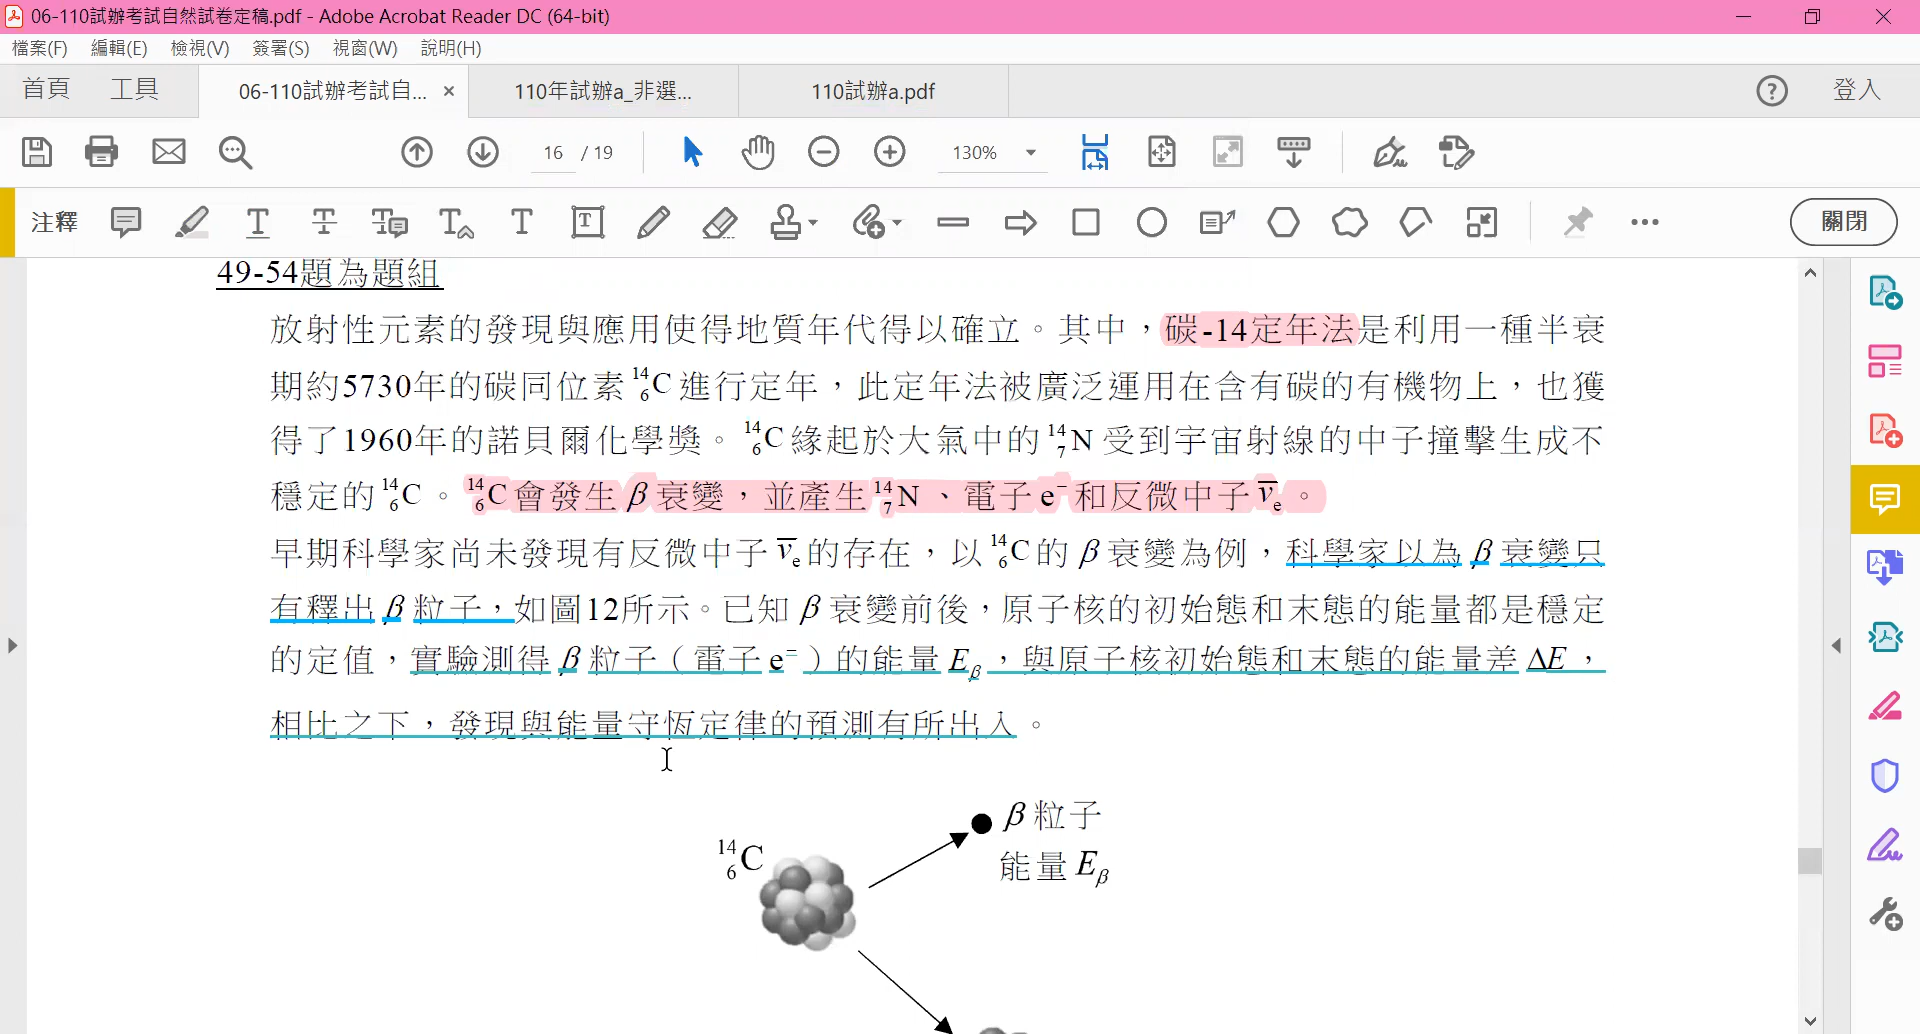 06-110試辦考試自然試卷定稿.pdf - Adobe Acrobat Reader DC (64-bit)
檔案(F) 編輯(E) 檢視(V) 簽署(S) 視窗(W) 說明(H)
首頁 工具 06-110試辦考試自... × 110年試辦a_非選... 110試辦a.pdf 登入
16 / 19 130%
注釋 關閉
49-54題為題組
放射性元素的發現與應用使得地質年代得以確立。其中，碳-14定年法是利用一種半衰
期約5730年的碳同位素 ¹⁴₆C 進行定年，此定年法被廣泛運用在含有碳的有機物上，也獲
得了1960年的諾貝爾化學獎。 ¹⁴₆C 緣起於大氣中的 ¹⁴₇N 受到宇宙射線的中子撞擊生成不
穩定的 ¹⁴₆C 。 ¹⁴₆C 會發生 β 衰變，並產生 ¹⁴₇N 、電子 e⁻ 和反微中子 v̅ₑ 。
早期科學家尚未發現有反微中子 v̅ₑ 的存在，以 ¹⁴₆C 的 β 衰變為例，科學家以為 β 衰變只
有釋出 β 粒子，如圖12所示。已知 β 衰變前後，原子核的初始態和末態的能量都是穩定
的定值，實驗測得 β 粒子（電子 e⁻ ）的能量 Eᵦ ，與原子核初始態和末態的能量差 ΔE ，
相比之下，發現與能量守恆定律的預測有所出入。
β 粒子
能量 Eᵦ
¹⁴₆C